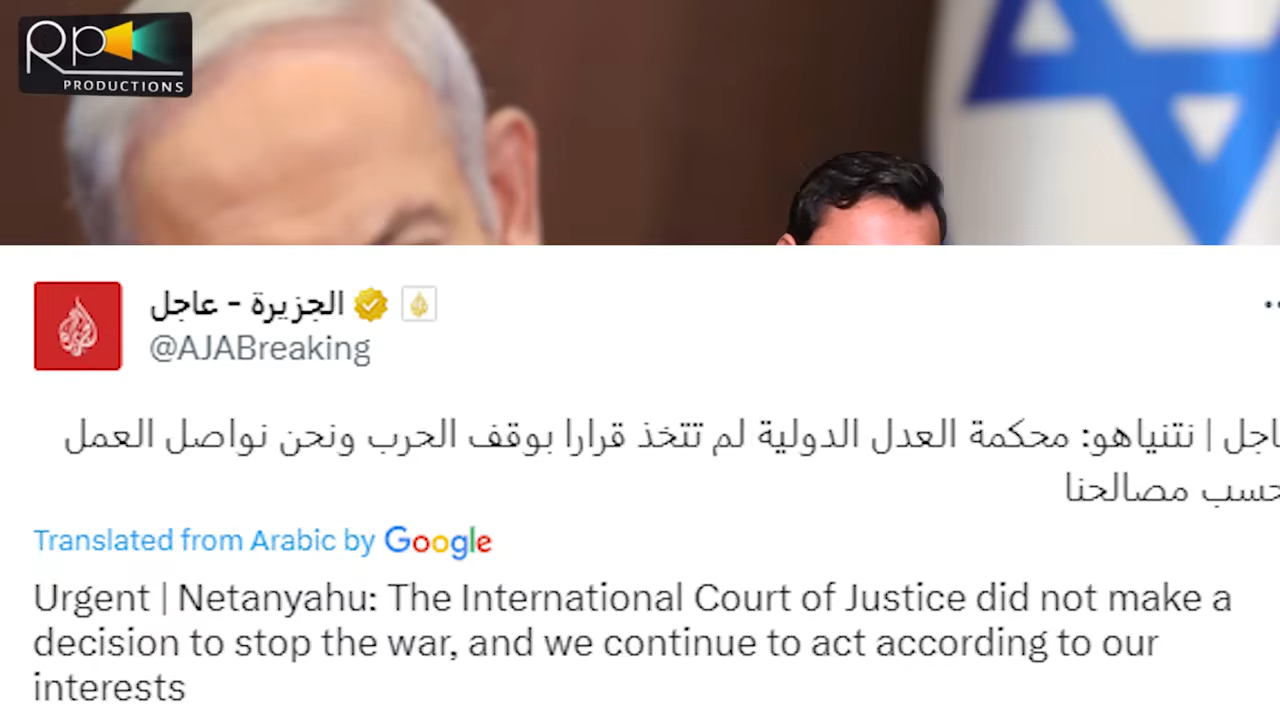 RP
PRODUCTIONS
الجزيرة - عاجل
@AJABreaking
اجل | نتنياهو: محكمة العدل الدولية لم تتخذ قرارا بوقف الحرب ونحن نواصل العمل
حسب مصالحنا
Translated from Arabic by Google
Urgent | Netanyahu: The International Court of Justice did not make a
decision to stop the war, and we continue to act according to our
interests